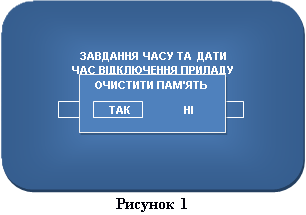 ЗАВДАННЯ ЧАСУ ТА ДАТИ
ЧАС ВІДКЛЮЧЕННЯ ПРИЛАДУ
ОЧИСТИТИ ПАМ'ЯТЬ
ТАК НІ
Рисунок 1